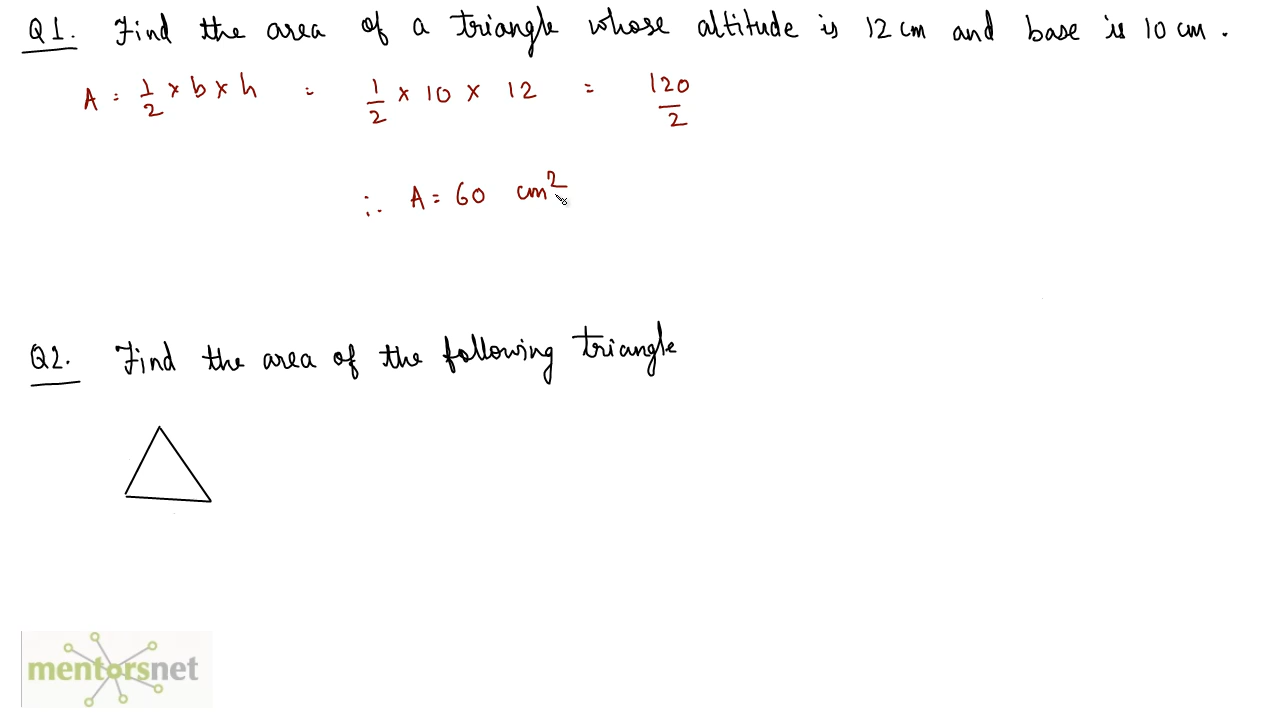 Q1. Find the area of a triangle whose altitude is 12 cm and base is 10 cm.
A = 1/2 × b × h = 1/2 × 10 × 12 = 120/2
∴ A = 60 cm²
Q2. Find the area of the following triangle
mentorsnet